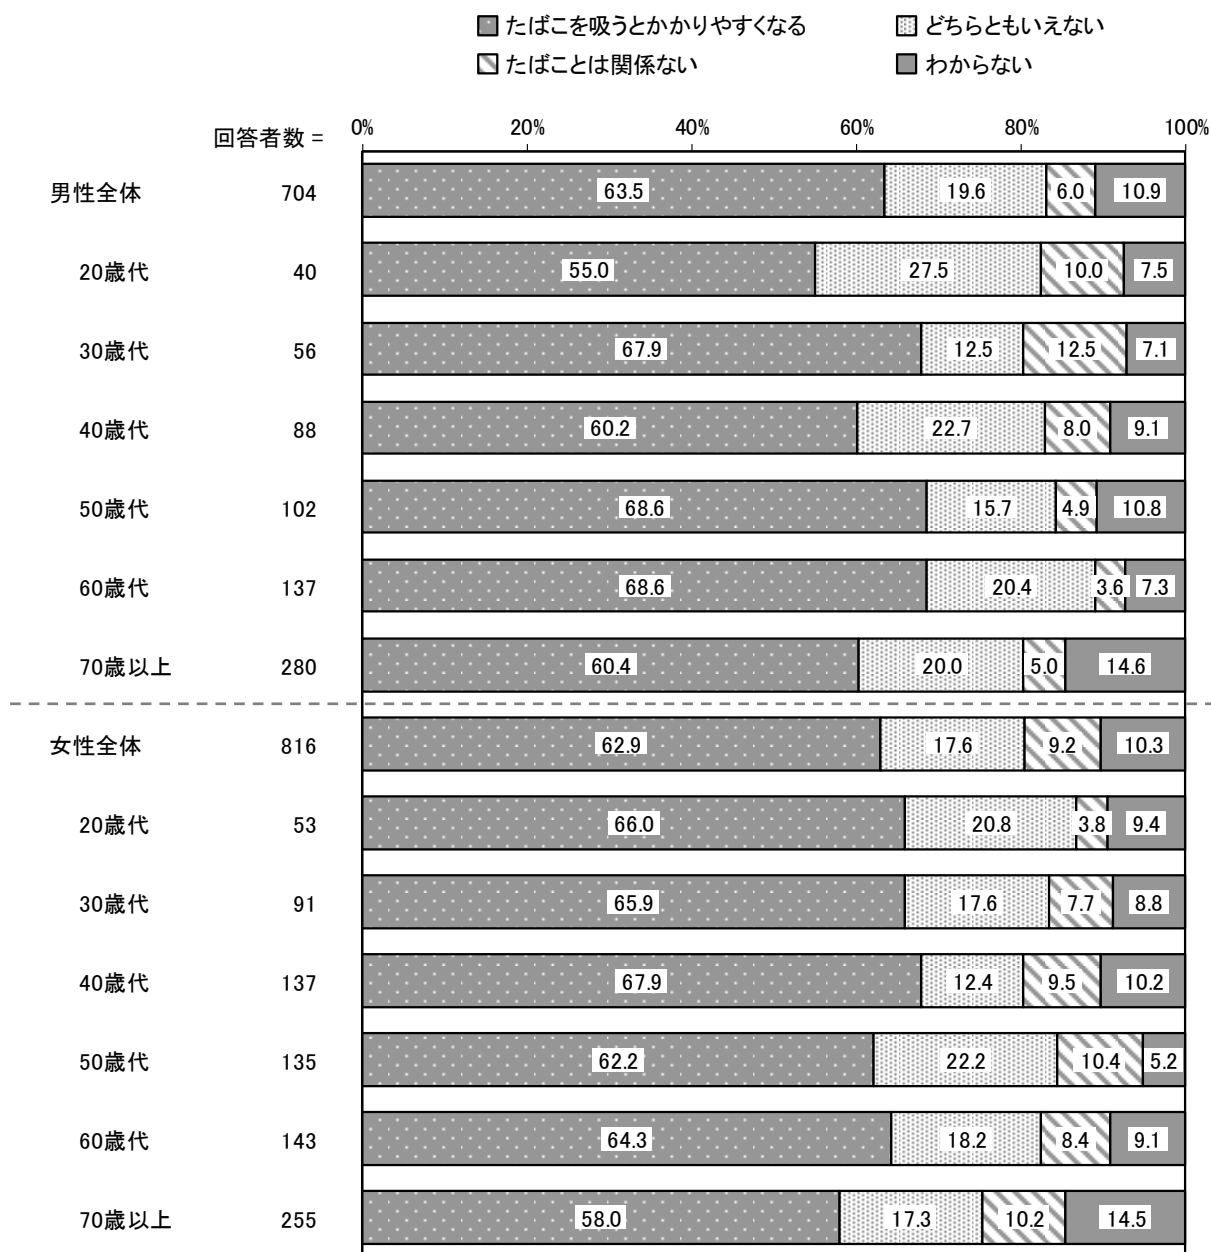 たばこを吸うとかかりやすくなる どちらともいえない
たばことは関係ない わからない
回答者数 = 0% 20% 40% 60% 80% 100%
男性全体 704 63.5 19.6 6.0 10.9
20歳代 40 55.0 27.5 10.0 7.5
30歳代 56 67.9 12.5 12.5 7.1
40歳代 88 60.2 22.7 8.0 9.1
50歳代 102 68.6 15.7 4.9 10.8
60歳代 137 68.6 20.4 3.6 7.3
70歳以上 280 60.4 20.0 5.0 14.6
女性全体 816 62.9 17.6 9.2 10.3
20歳代 53 66.0 20.8 3.8 9.4
30歳代 91 65.9 17.6 7.7 8.8
40歳代 137 67.9 12.4 9.5 10.2
50歳代 135 62.2 22.2 10.4 5.2
60歳代 143 64.3 18.2 8.4 9.1
70歳以上 255 58.0 17.3 10.2 14.5